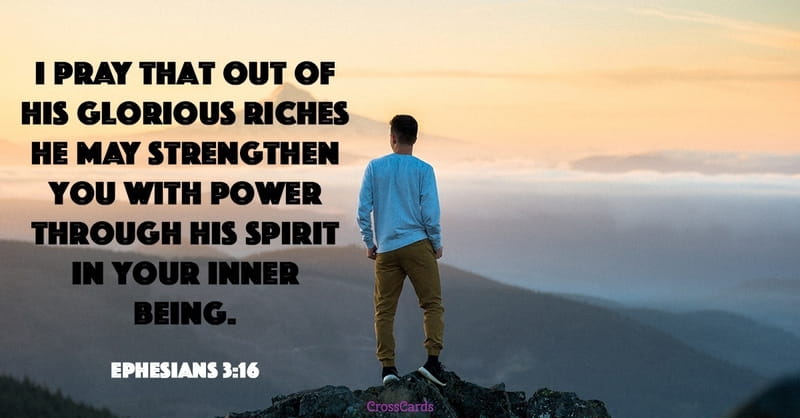 I PRAY THAT OUT OF
HIS GLORIOUS RICHES
HE MAY STRENGTHEN
YOU WITH POWER
THROUGH HIS SPIRIT
IN YOUR INNER
BEING.
EPHESIANS 3:16
CrossCards